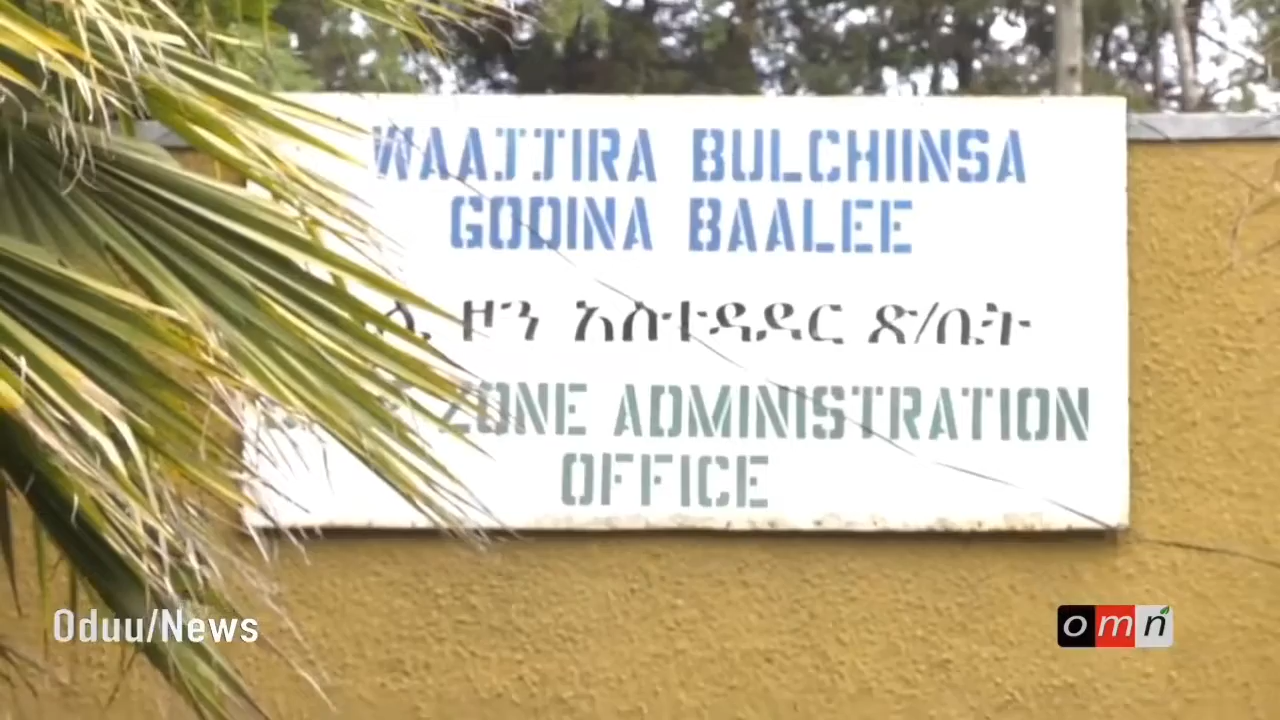 WAAJJIRA BULCHIINSA
GODINA BAALEE
ዞን አስተዳደር ጽ/ቤት
ZONE ADMINISTRATION
OFFICE
Oduu/News
omn